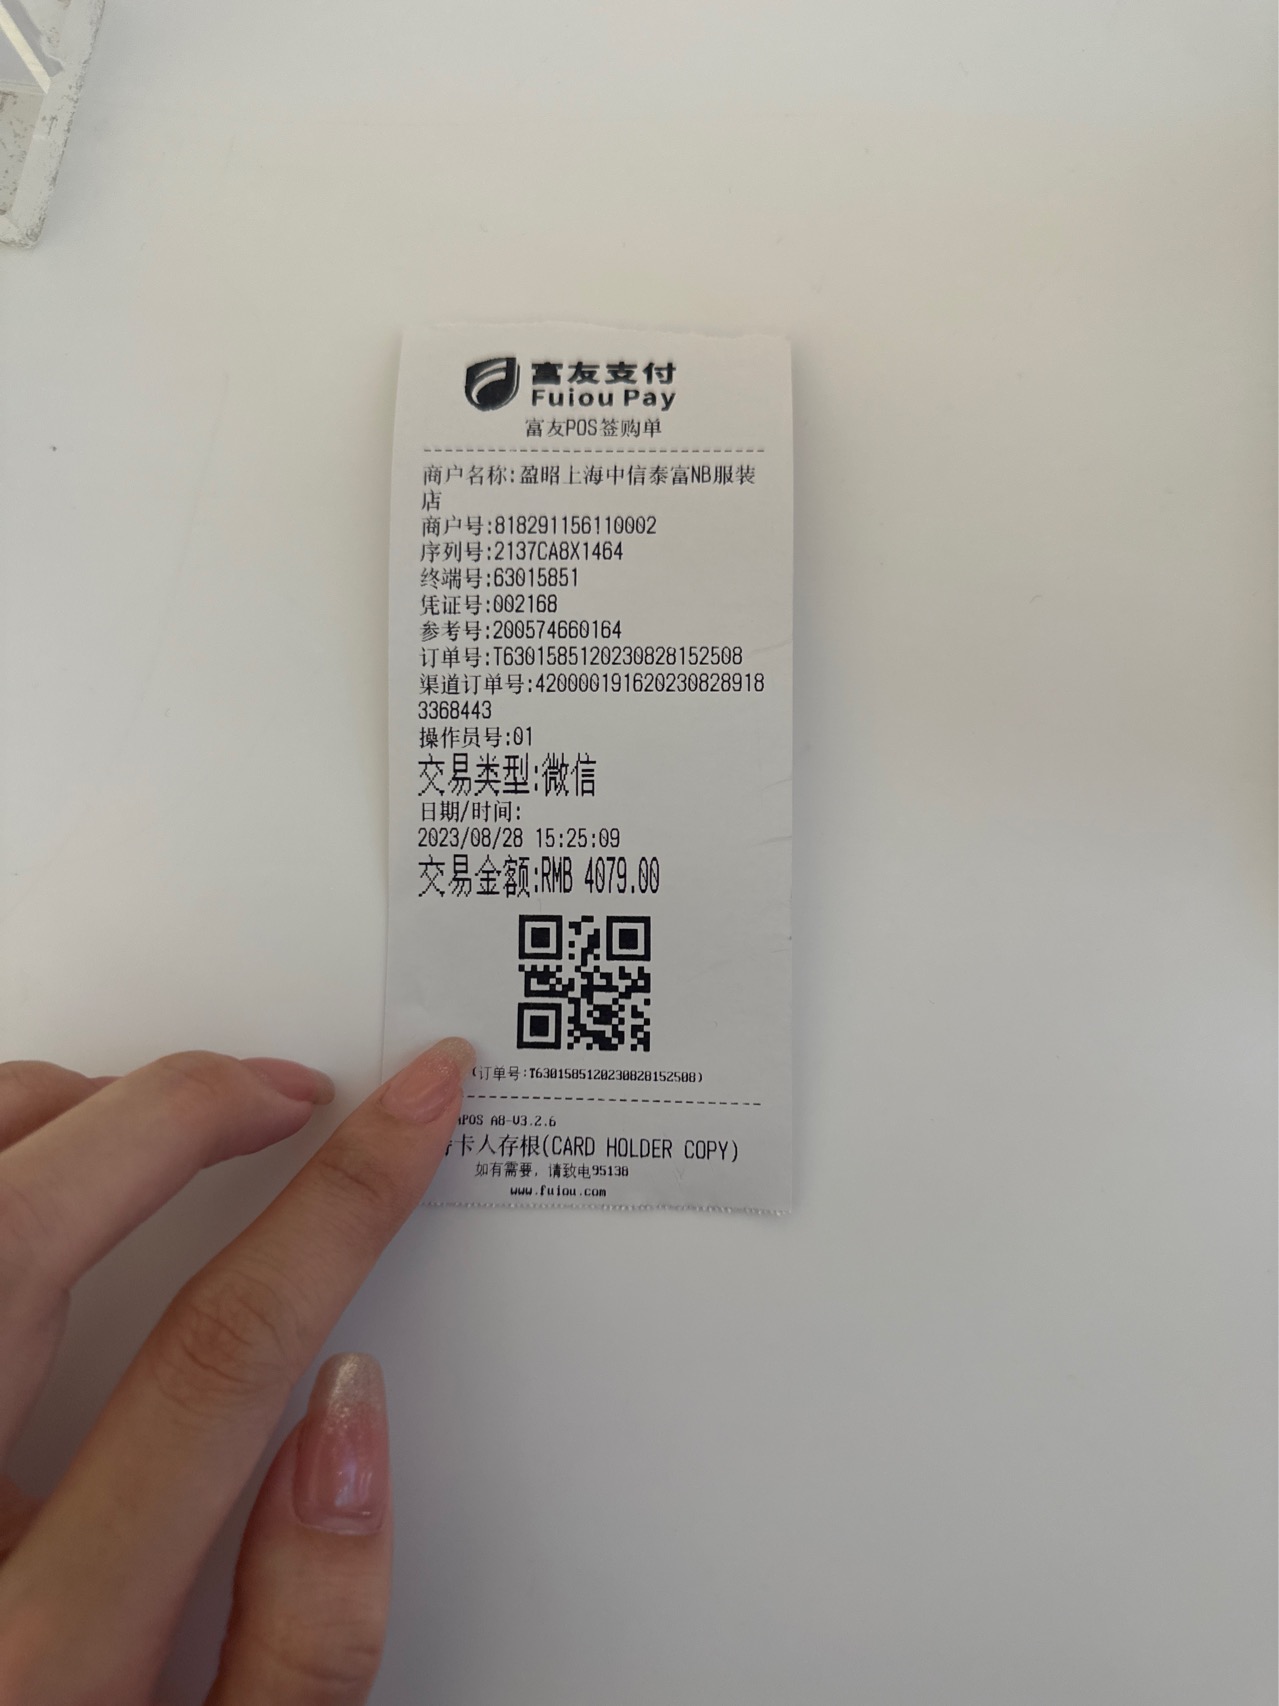 富友支付
Fuiou Pay
富友POS签购单
商户名称:盈昭上海中信泰富NB服装
店
商户号:818291156110002
序列号:2137CA8X1464
终端号:63015851
凭证号:002168
参考号:200574660164
订单号:T6301585120230828152508
渠道订单号:420000191620230828918
3368443
操作员号:01
交易类型:微信
日期/时间:
2023/08/28 15:25:09
交易金额:RMB 4079.00
(订单号:T6301585120230828152508)
POS A8-V3.2.6
卡人存根(CARD HOLDER COPY)
如有需要，请致电95138
www.fuiou.com